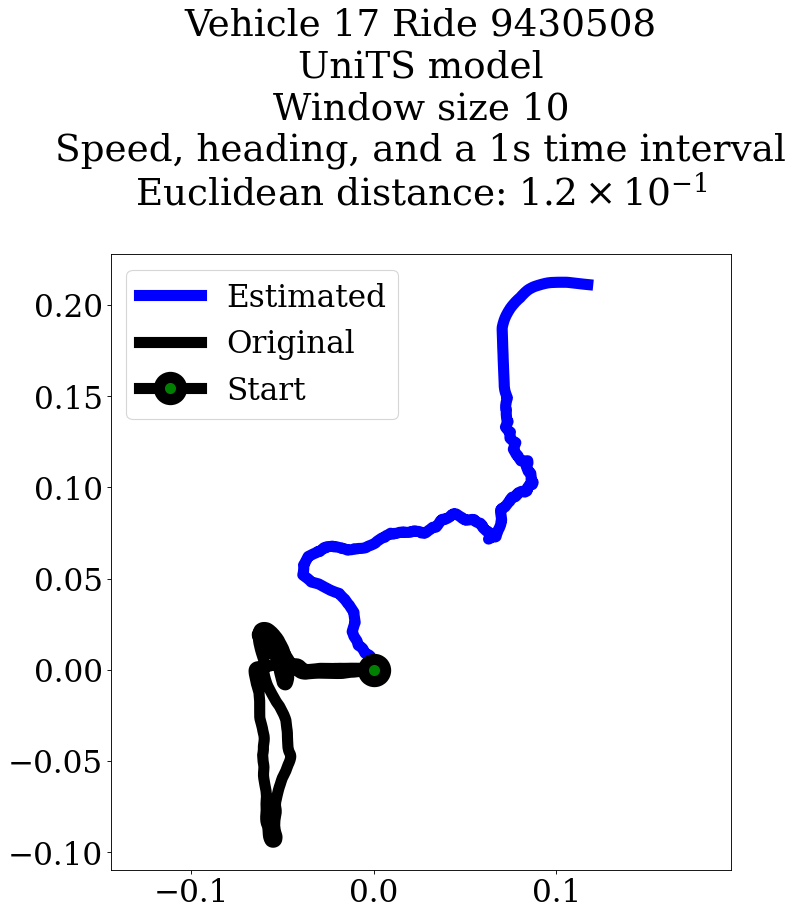 Vehicle 17 Ride 9430508
UniTS model
Window size 10
Speed, heading, and a 1s time interval
Euclidean distance: 1.2 × 10⁻¹
Estimated
Original
Start
0.20
0.15
0.10
0.05
0.00
−0.05
−0.10
−0.1 0.0 0.1